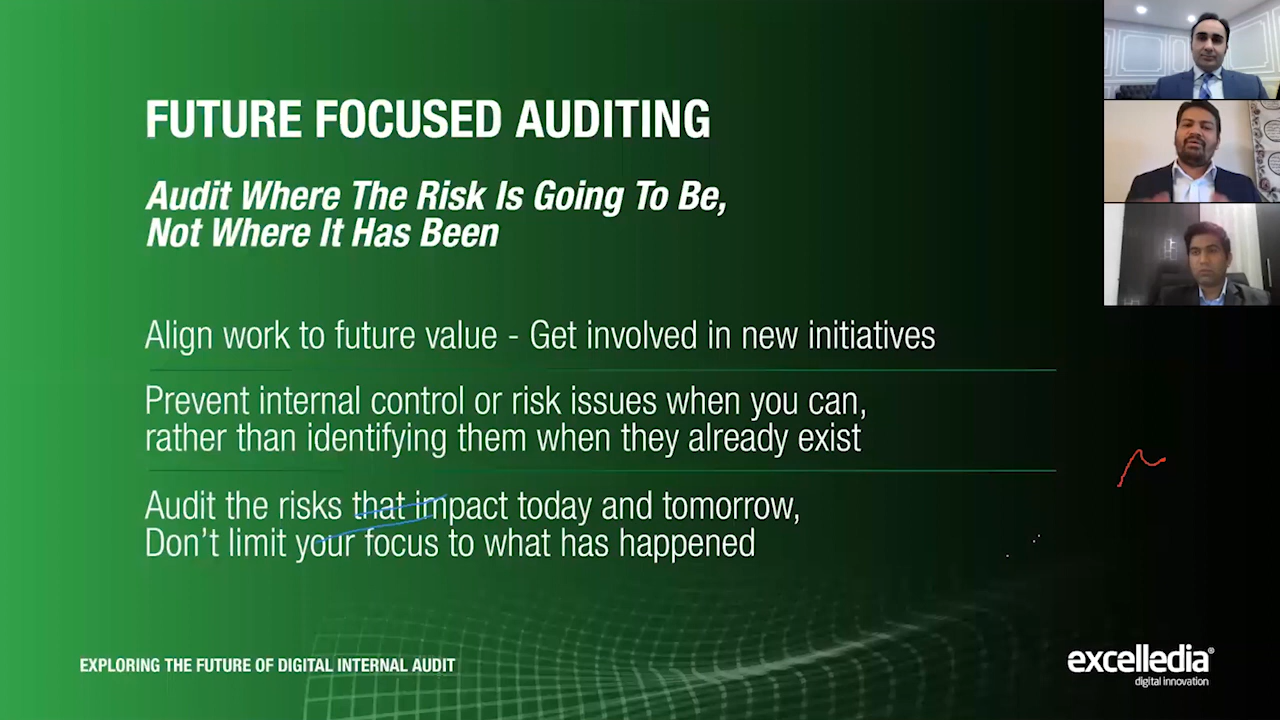 FUTURE FOCUSED AUDITING
Audit Where The Risk Is Going To Be,
Not Where It Has Been
Align work to future value - Get involved in new initiatives
Prevent internal control or risk issues when you can,
rather than identifying them when they already exist
Audit the risks that impact today and tomorrow,
Don't limit your focus to what has happened
EXPLORING THE FUTURE OF DIGITAL INTERNAL AUDIT
excelledia®
digital innovation